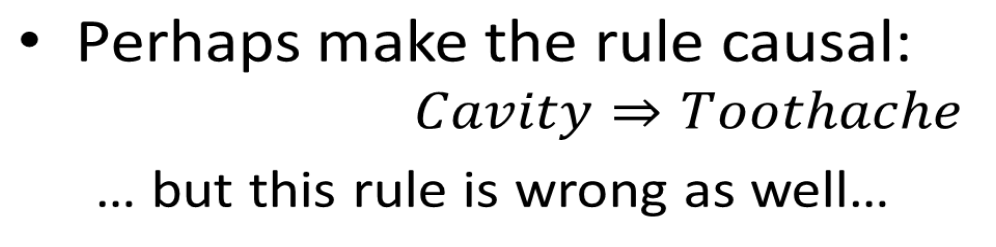 • Perhaps make the rule causal:
Cavity ⇒ Toothache
... but this rule is wrong as well...